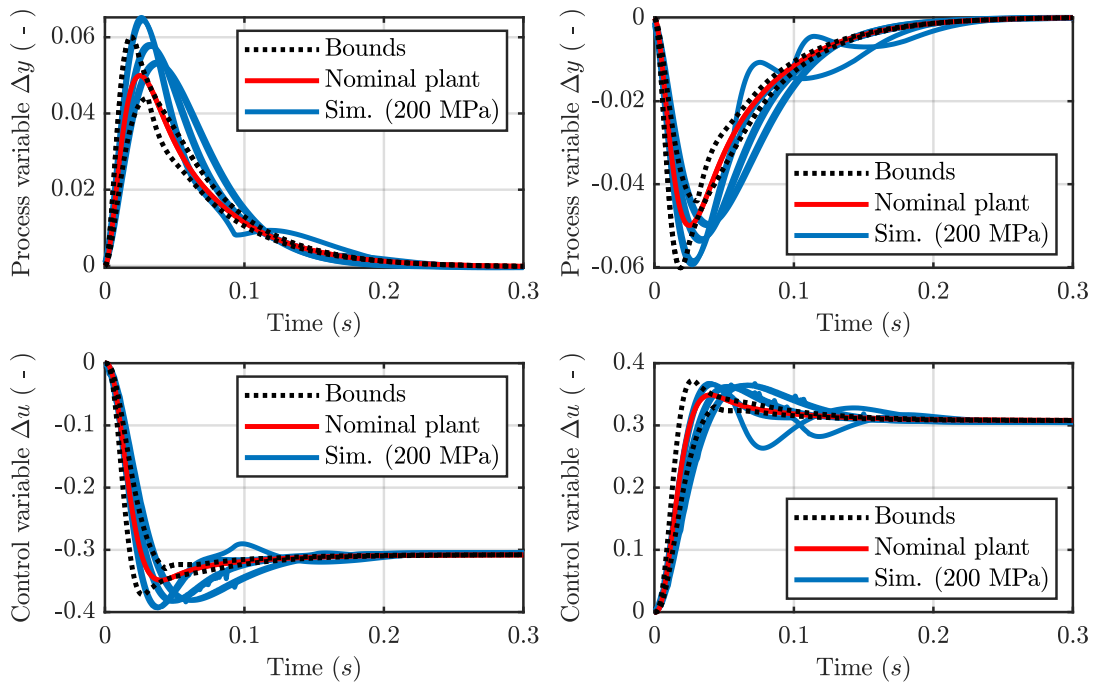 Process variable Δy ( - )
0.06
0.04
0.02
0
0
0.1
0.2
0.3
Time (s)
Bounds
Nominal plant
Sim. (200 MPa)
Process variable Δy ( - )
0
-0.02
-0.04
-0.06
0
0.1
0.2
0.3
Time (s)
Bounds
Nominal plant
Sim. (200 MPa)
Control variable Δu ( - )
0
-0.1
-0.2
-0.3
-0.4
0
0.1
0.2
0.3
Time (s)
Bounds
Nominal plant
Sim. (200 MPa)
Control variable Δu ( - )
0.4
0.3
0.2
0.1
0
0
0.1
0.2
0.3
Time (s)
Bounds
Nominal plant
Sim. (200 MPa)